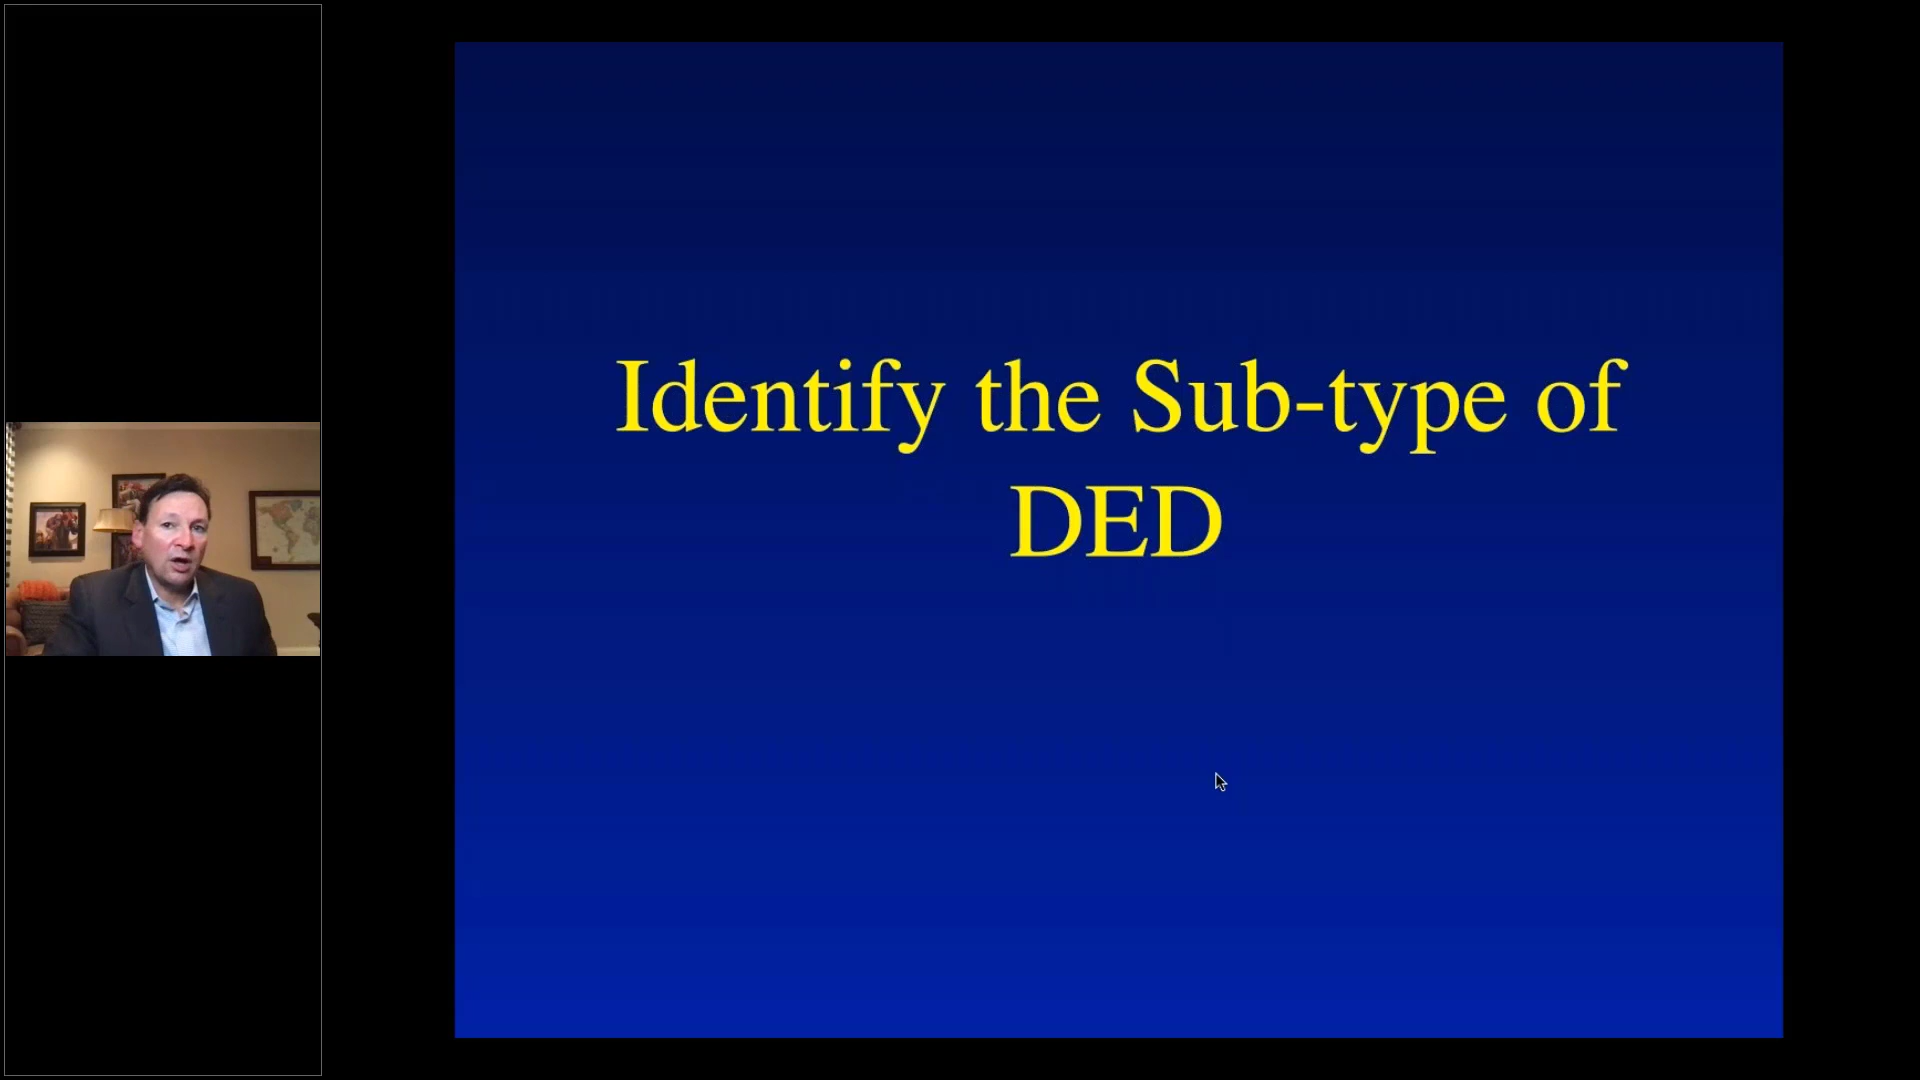 Identify the Sub-type of
DED